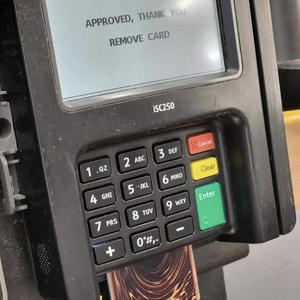 APPROVED, THANK YOU
REMOVE CARD
iSC250
1 .QZ 2 ABC 3 DEF Cancel
4 GHI 5 -JKL 6 MNO Clear
7 PRS 8 TUV 9 WXY Enter
+ 0*#,. −